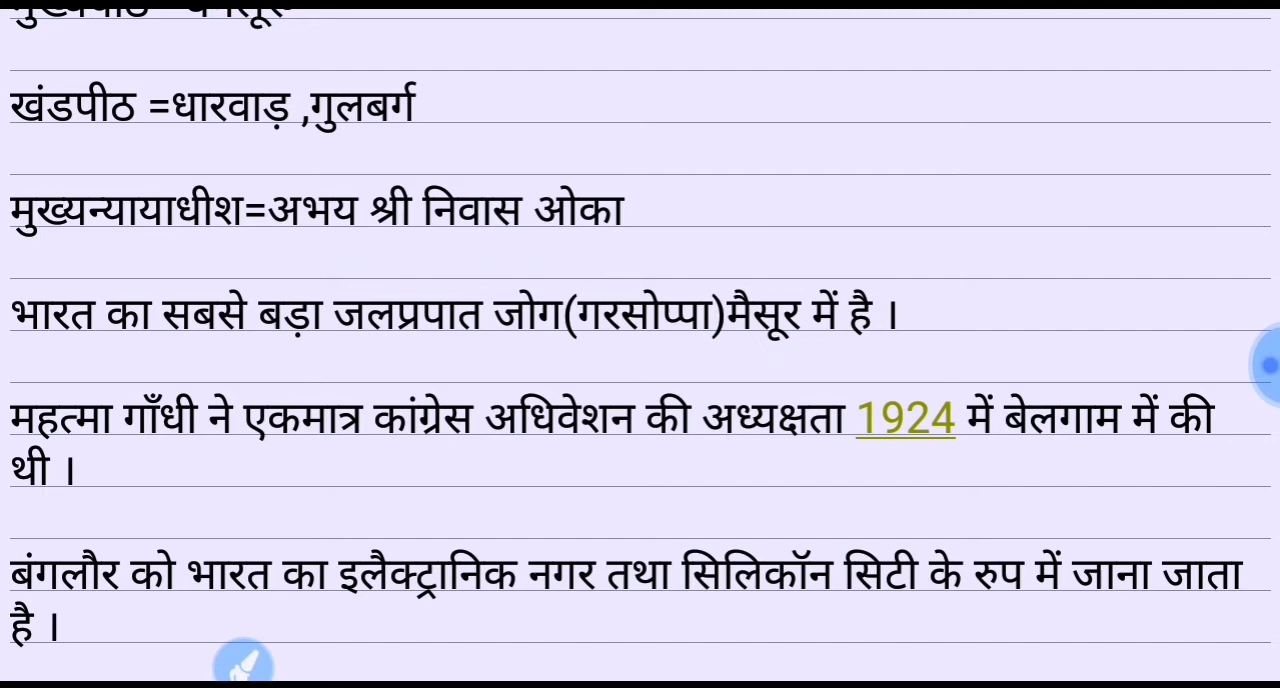 खंडपीठ =धारवाड़ ,गुलबर्ग
मुख्यन्यायाधीश=अभय श्री निवास ओका
भारत का सबसे बड़ा जलप्रपात जोग(गरसोप्पा)मैसूर में है ।
महत्मा गाँधी ने एकमात्र कांग्रेस अधिवेशन की अध्यक्षता 1924 में बेलगाम में की
थी ।
बंगलौर को भारत का इलैक्ट्रानिक नगर तथा सिलिकॉन सिटी के रुप में जाना जाता
है ।